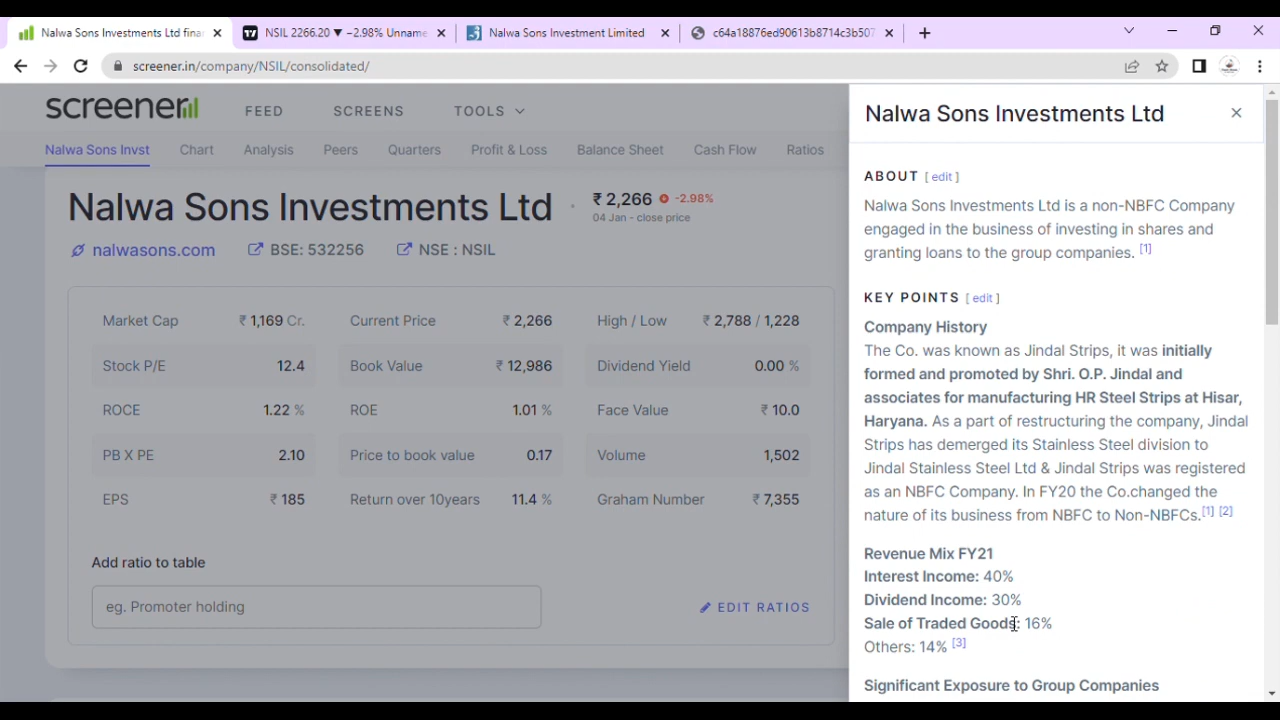 Nalwa Sons Investments Ltd fina
NSIL 2266.20 ▼ −2.98% Unname
Nalwa Sons Investment Limited
c64a18876ed90613b8714c3b507
screener.in/company/NSIL/consolidated/
screener
FEED
SCREENS
TOOLS
Nalwa Sons Invst
Chart
Analysis
Peers
Quarters
Profit & Loss
Balance Sheet
Cash Flow
Ratios
Nalwa Sons Investments Ltd
₹ 2,266 -2.98%
04 Jan - close price
nalwasons.com
BSE: 532256
NSE : NSIL
Market Cap ₹ 1,169 Cr.
Current Price ₹ 2,266
High / Low ₹ 2,788 / 1,228
Stock P/E 12.4
Book Value ₹ 12,986
Dividend Yield 0.00 %
ROCE 1.22 %
ROE 1.01 %
Face Value ₹ 10.0
PB X PE 2.10
Price to book value 0.17
Volume 1,502
EPS ₹ 185
Return over 10years 11.4 %
Graham Number ₹ 7,355
Add ratio to table
eg. Promoter holding
EDIT RATIOS
Nalwa Sons Investments Ltd
ABOUT [ edit ]
Nalwa Sons Investments Ltd is a non-NBFC Company
engaged in the business of investing in shares and
granting loans to the group companies. [1]
KEY POINTS [ edit ]
Company History
The Co. was known as Jindal Strips, it was initially
formed and promoted by Shri. O.P. Jindal and
associates for manufacturing HR Steel Strips at Hisar,
Haryana. As a part of restructuring the company, Jindal
Strips has demerged its Stainless Steel division to
Jindal Stainless Steel Ltd & Jindal Strips was registered
as an NBFC Company. In FY20 the Co.changed the
nature of its business from NBFC to Non-NBFCs.[1] [2]
Revenue Mix FY21
Interest Income: 40%
Dividend Income: 30%
Sale of Traded Goods: 16%
Others: 14% [3]
Significant Exposure to Group Companies